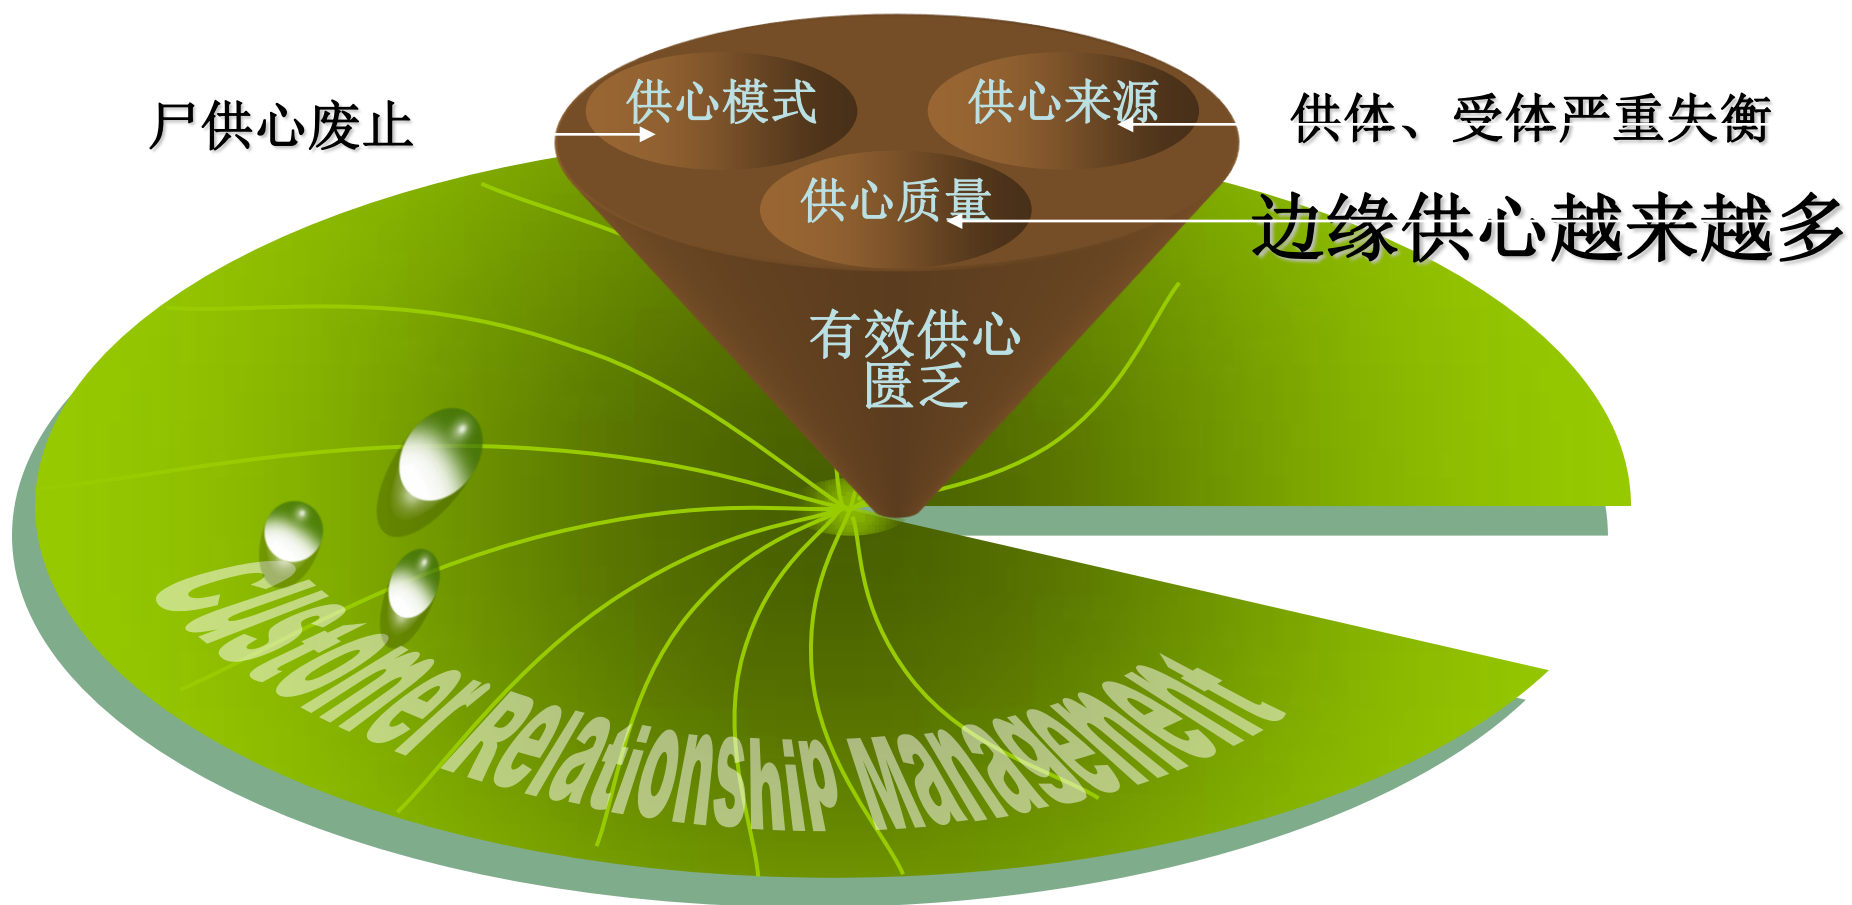 供心模式
供心来源
尸供心废止
供体、受体严重失衡
供心质量
边缘供心越来越多
有效供心
匮乏
Customer Relationship Management